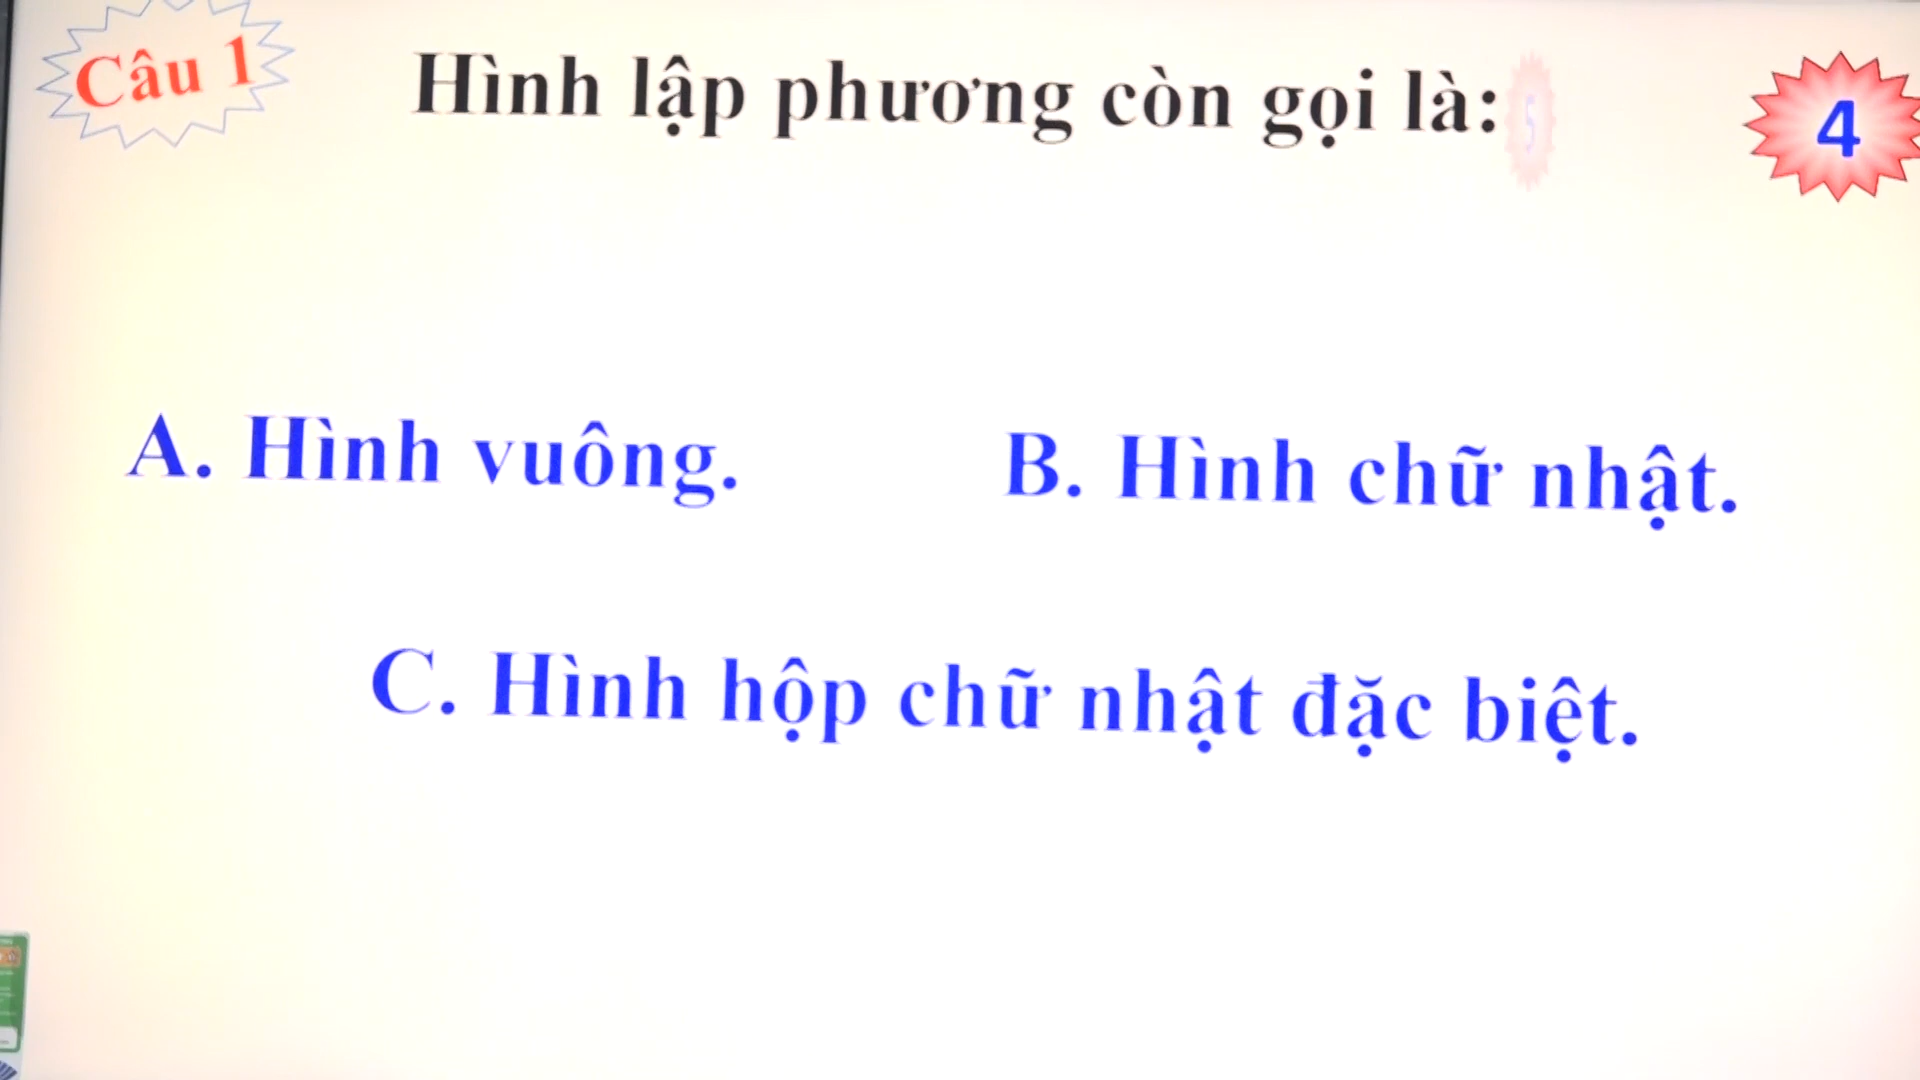 Câu 1
Hình lập phương còn gọi là:
5
4
A. Hình vuông.
B. Hình chữ nhật.
C. Hình hộp chữ nhật đặc biệt.